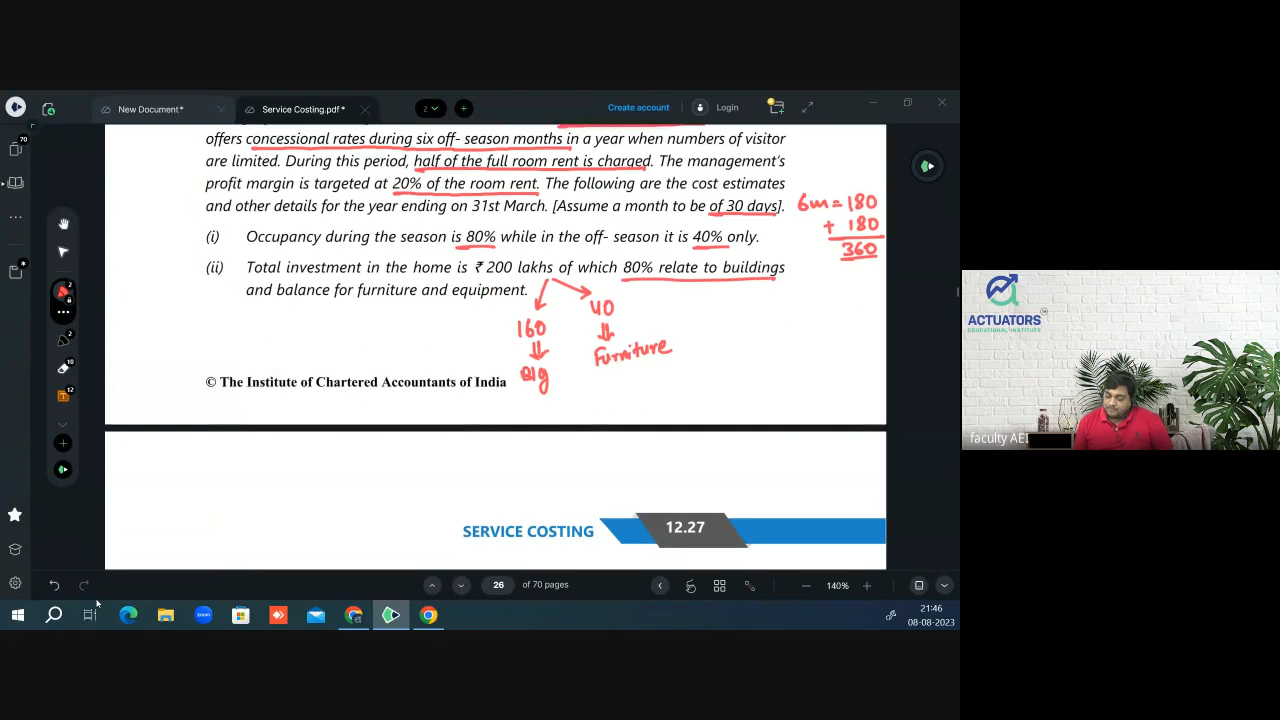 New Document*
Service Costing.pdf*
2
Create account
Login
offers concessional rates during six off- season months in a year when numbers of visitor
are limited. During this period, half of the full room rent is charged. The management's
profit margin is targeted at 20% of the room rent. The following are the cost estimates
and other details for the year ending on 31st March. [Assume a month to be of 30 days].
6m = 180
+ 180
360
(i) Occupancy during the season is 80% while in the off- season it is 40% only.
(ii) Total investment in the home is ₹ 200 lakhs of which 80% relate to buildings
and balance for furniture and equipment.
160
40
Furniture
© The Institute of Chartered Accountants of India
SERVICE COSTING 12.27
70
2
2
10
12
26 of 70 pages
140%
zoom
21:46
08-08-2023
ACTUATORS
EDUCATIONAL INSTITUTE
faculty AEI